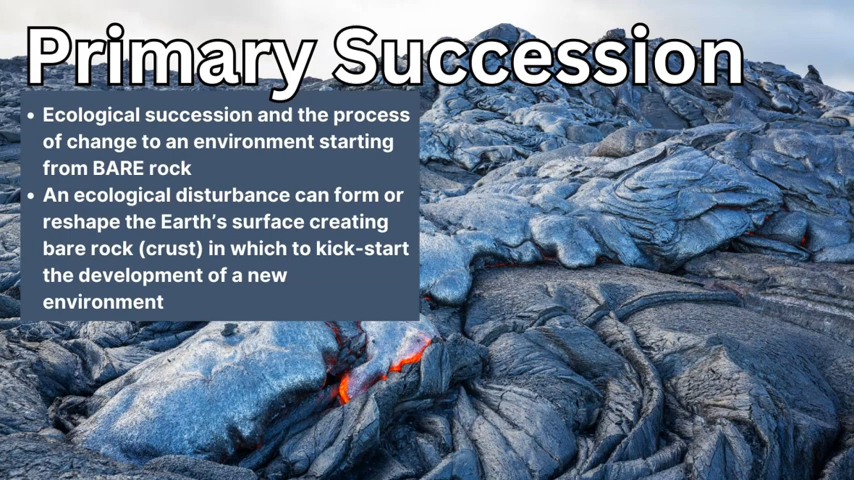 Primary Succession
• Ecological succession and the process
of change to an environment starting
from BARE rock
• An ecological disturbance can form or
reshape the Earth's surface creating
bare rock (crust) in which to kick-start
the development of a new
environment